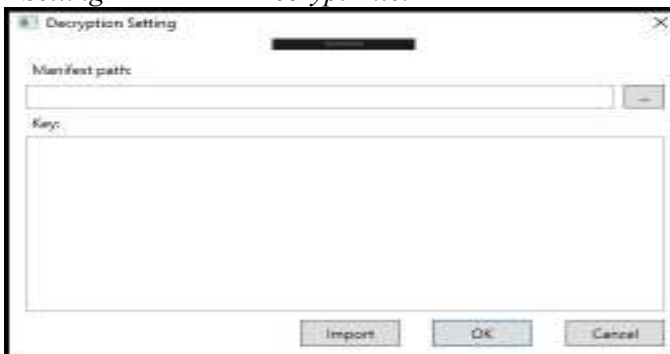 Decryption Setting
Manifest path:
...
Key:
Import OK Cancel